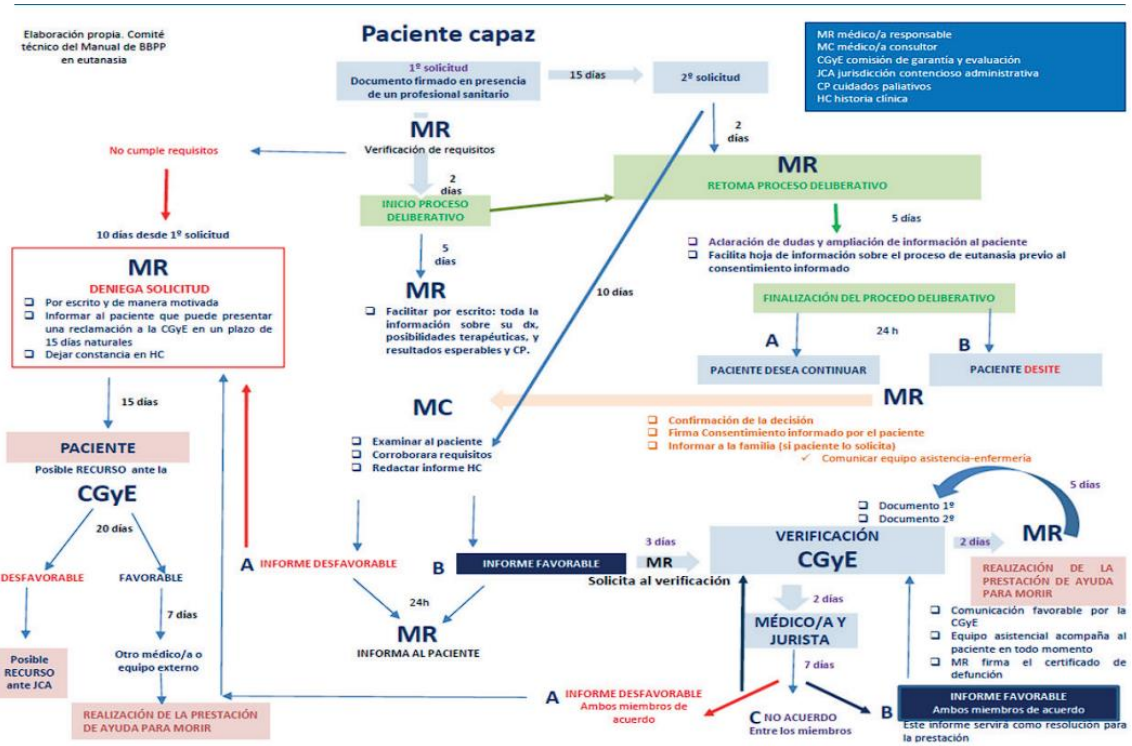 Elaboración propia. Comité
técnico del Manual de BBPP
en eutanasia
Paciente capaz
MR médico/a responsable
MC médico/a consultor
CGyE comisión de garantía y evaluación
JCA jurisdicción contencioso administrativa
CP cuidados paliativos
HC historia clínica
1º solicitud
Documento firmado en presencia
de un profesional sanitario
15 días
2º solicitud
MR
Verificación de requisitos
No cumple requisitos
2
días
2
días
MR
RETOMA PROCESO DELIBERATIVO
INICIO PROCESO
DELIBERATIVO
5 días
Aclaración de dudas y ampliación de información al paciente
Facilita hoja de información sobre el proceso de eutanasia previo al
consentimiento informado
10 días desde 1º solicitud
MR
DENIEGA SOLICITUD
Por escrito y de manera motivada
Informar al paciente que puede presentar
una reclamación a la CGyE en un plazo de
15 días naturales
Dejar constancia en HC
5
días
MR
Facilitar por escrito: toda la
información sobre su dx,
posibilidades terapéuticas, y
resultados esperables y CP.
10 días
FINALIZACIÓN DEL PROCEDO DELIBERATIVO
24 h
A
B
PACIENTE DESEA CONTINUAR
PACIENTE DESITE
MR
Confirmación de la decisión
Firma Consentimiento informado por el paciente
Informar a la familia (si paciente lo solicita)
✓ Comunicar equipo asistencia-enfermería
MC
Examinar al paciente
Corroborara requisitos
Redactar informe HC
15 días
PACIENTE
Posible RECURSO ante la
CGyE
20 días
DESFAVORABLE
FAVORABLE
7 días
Posible
RECURSO
ante JCA
Otro médico/a o
equipo externo
REALIZACIÓN DE LA PRESTACIÓN
DE AYUDA PARA MORIR
A
INFORME DESFAVORABLE
B
INFORME FAVORABLE
24h
MR
INFORMA AL PACIENTE
3 días
MR
Solicita al verificación
Documento 1º
Documento 2º
VERIFICACIÓN
CGyE
5 días
2 días
MR
REALIZACIÓN DE LA
PRESTACIÓN DE AYUDA
PARA MORIR
Comunicación favorable por la
CGyE
Equipo asistencial acompaña al
paciente en todo momento
MR firma el certificado de
defunción
2 días
MÉDICO/A Y
JURISTA
7 días
A
INFORME DESFAVORABLE
Ambos miembros de
acuerdo
C NO ACUERDO
Entre los miembros
B
INFORME FAVORABLE
Ambos miembros de acuerdo
Este informe servirá como resolución para
la prestación